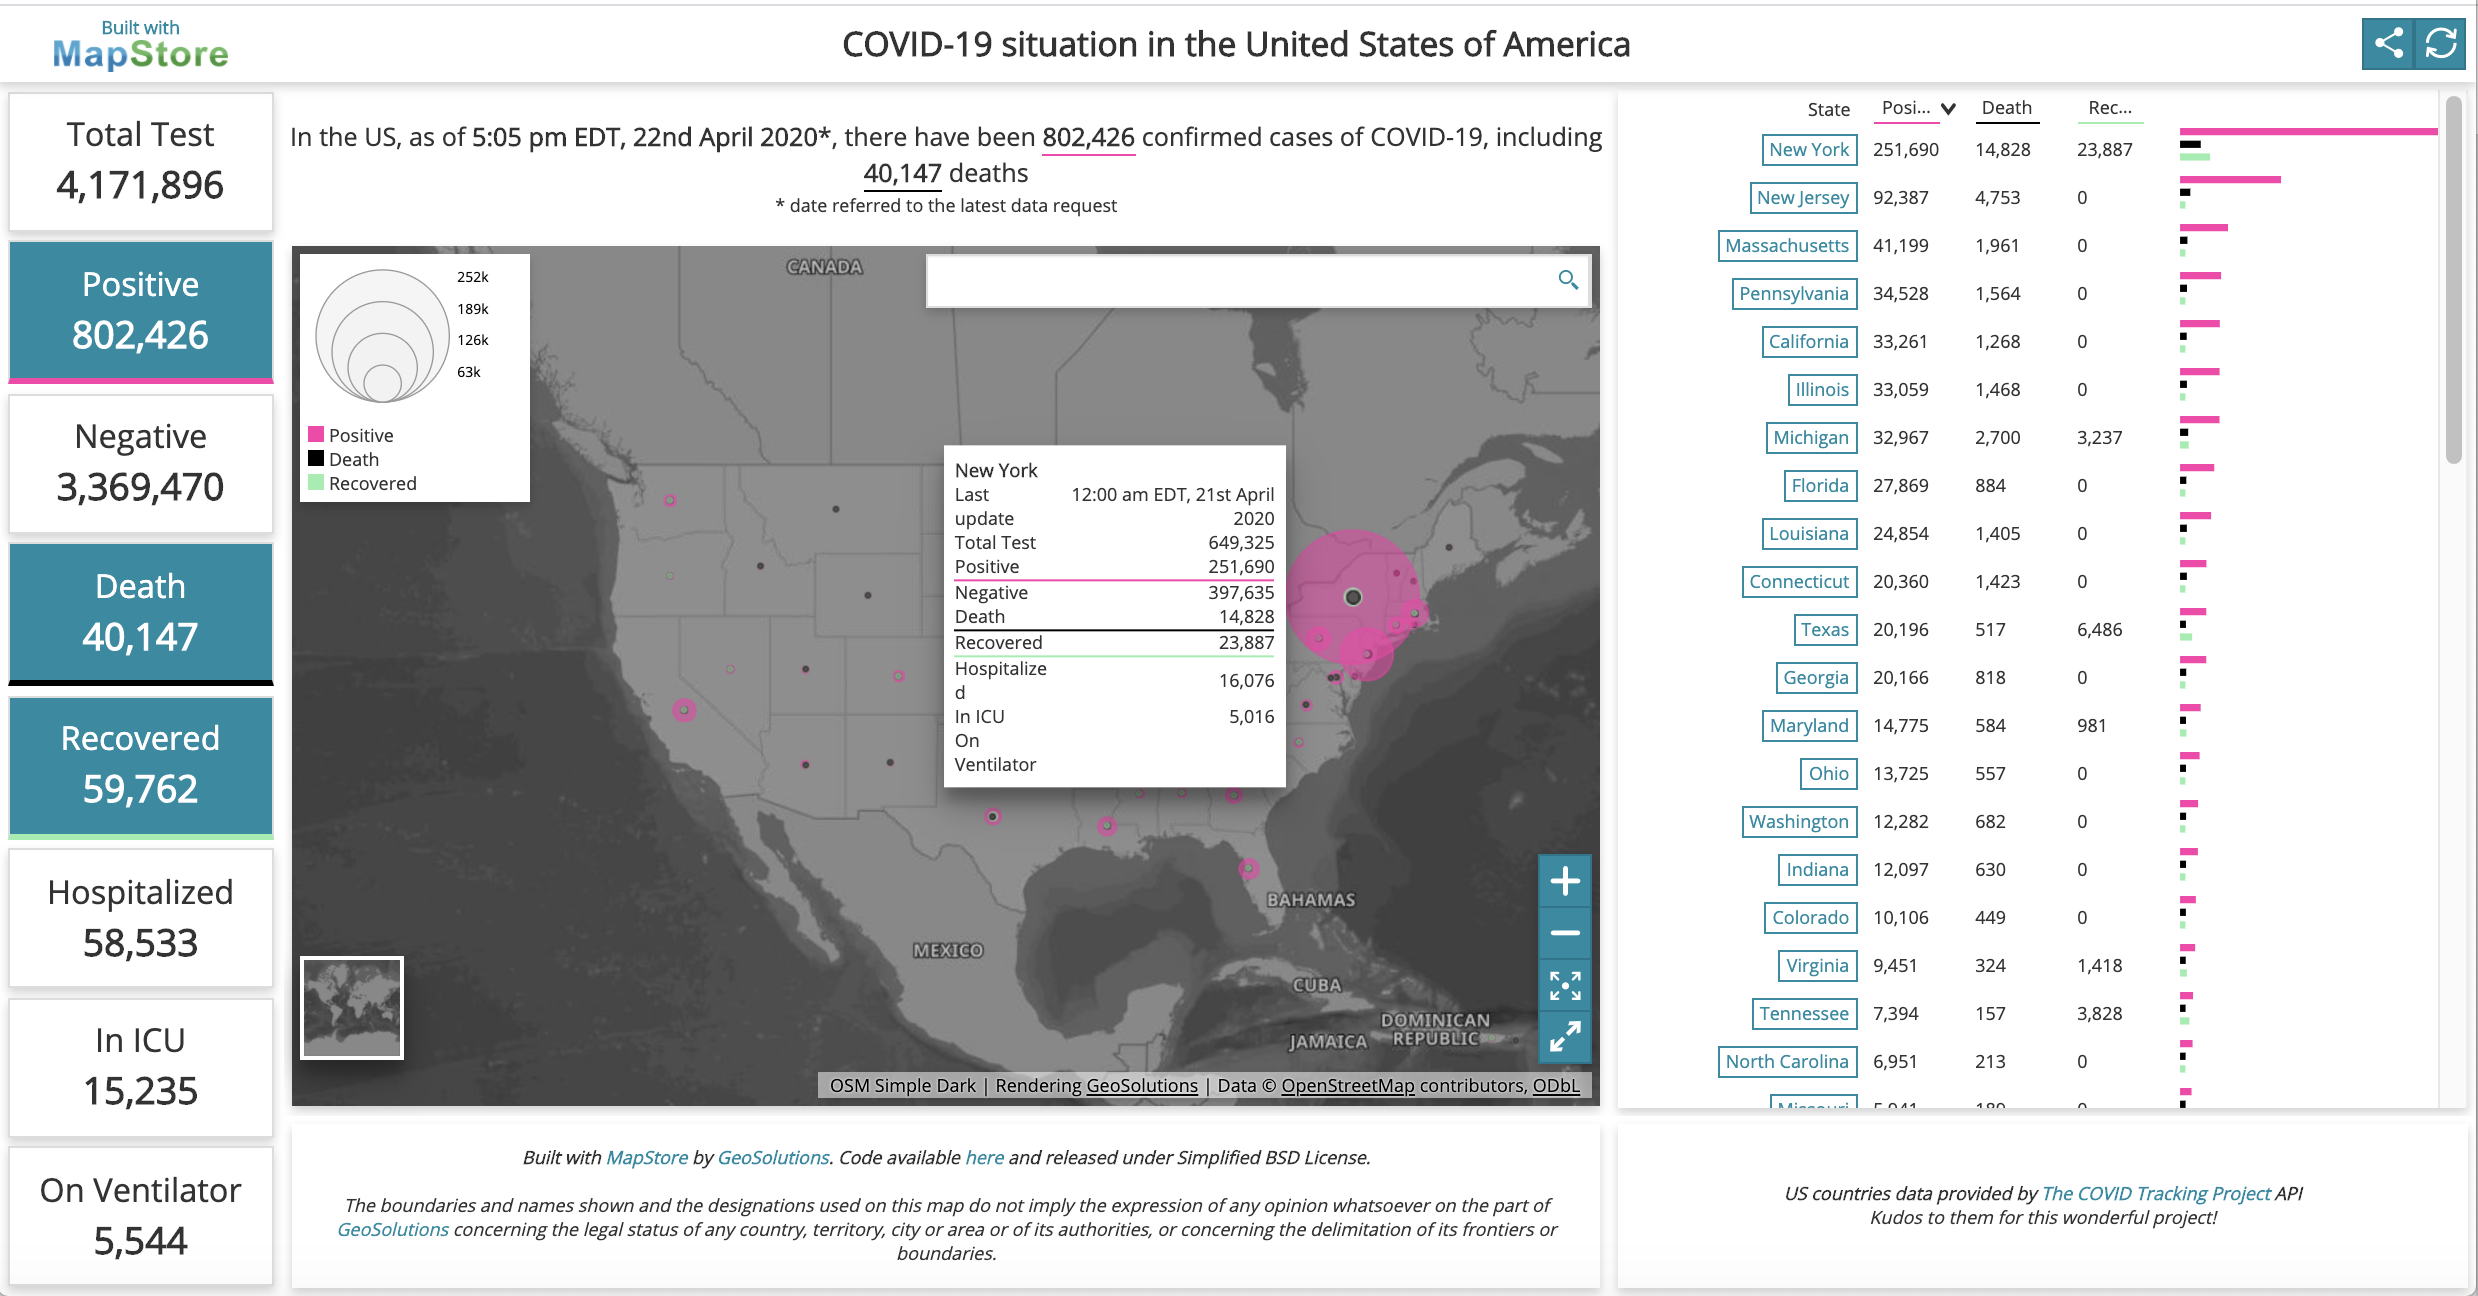 Built with
MapStore
COVID-19 situation in the United States of America
Total Test
4,171,896
Positive
802,426
Negative
3,369,470
Death
40,147
Recovered
59,762
Hospitalized
58,533
In ICU
15,235
On Ventilator
5,544
In the US, as of 5:05 pm EDT, 22nd April 2020*, there have been 802,426 confirmed cases of COVID-19, including
40,147 deaths
* date referred to the latest data request
252k
189k
126k
63k
Positive
Death
Recovered
CANADA
New York
Last 12:00 am EDT, 21st April
update 2020
Total Test 649,325
Positive 251,690
Negative 397,635
Death 14,828
Recovered 23,887
Hospitalize
d 16,076
In ICU 5,016
On
Ventilator
BAHAMAS
MEXICO
CUBA
DOMINICAN
REPUBLIC
JAMAICA
OSM Simple Dark | Rendering GeoSolutions | Data © OpenStreetMap contributors, ODbL
State Posi... Death Rec...
New York 251,690 14,828 23,887
New Jersey 92,387 4,753 0
Massachusetts 41,199 1,961 0
Pennsylvania 34,528 1,564 0
California 33,261 1,268 0
Illinois 33,059 1,468 0
Michigan 32,967 2,700 3,237
Florida 27,869 884 0
Louisiana 24,854 1,405 0
Connecticut 20,360 1,423 0
Texas 20,196 517 6,486
Georgia 20,166 818 0
Maryland 14,775 584 981
Ohio 13,725 557 0
Washington 12,282 682 0
Indiana 12,097 630 0
Colorado 10,106 449 0
Virginia 9,451 324 1,418
Tennessee 7,394 157 3,828
North Carolina 6,951 213 0
Missouri
Built with MapStore by GeoSolutions. Code available here and released under Simplified BSD License.
The boundaries and names shown and the designations used on this map do not imply the expression of any opinion whatsoever on the part of
GeoSolutions concerning the legal status of any country, territory, city or area or of its authorities, or concerning the delimitation of its frontiers or
boundaries.
US countries data provided by The COVID Tracking Project API
Kudos to them for this wonderful project!